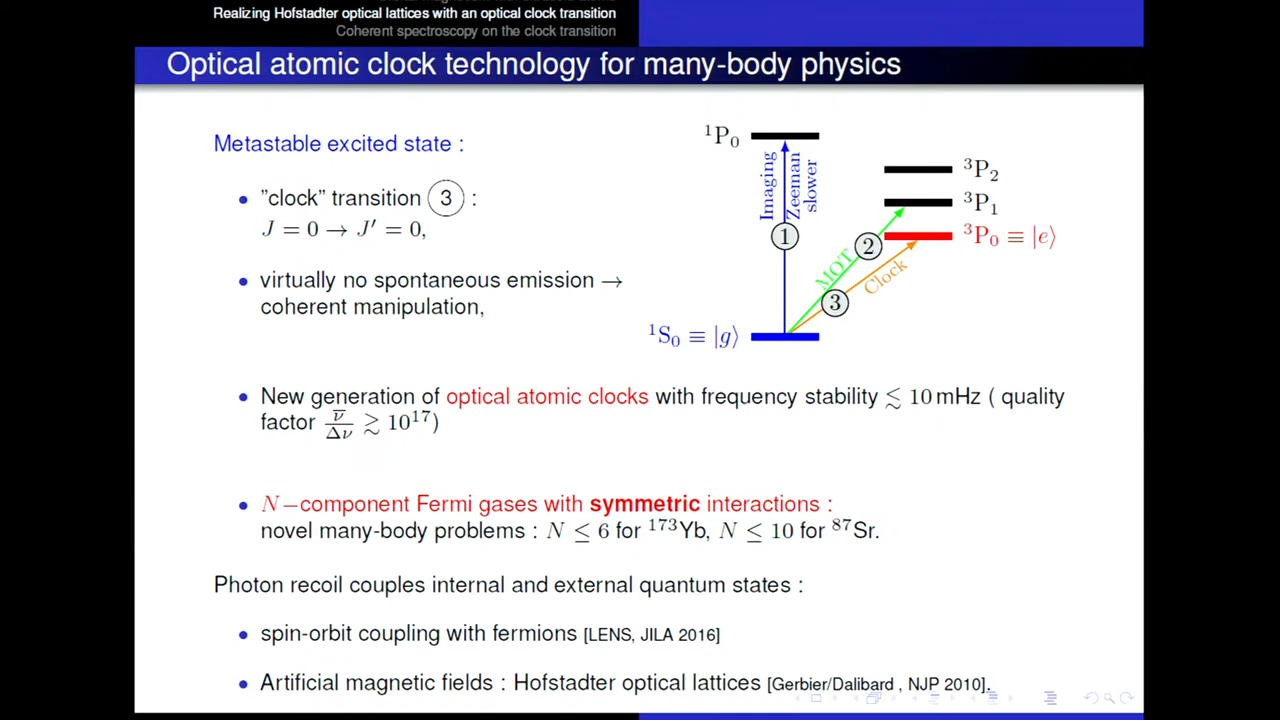 Realizing Hofstadter optical lattices with an optical clock transition
Coherent spectroscopy on the clock transition
Optical atomic clock technology for many-body physics
Metastable excited state :
"clock" transition 3 :
J = 0 → J′ = 0,
virtually no spontaneous emission →
coherent manipulation,
¹P₀
Imaging
Zeeman
slower
1
³P₂
³P₁
³P₀ ≡ |e⟩
MOT
2
Clock
3
¹S₀ ≡ |g⟩
New generation of optical atomic clocks with frequency stability ≲ 10 mHz ( quality
factor ν̅/Δν ≳ 10¹⁷)
N−component Fermi gases with symmetric interactions :
novel many-body problems : N ≤ 6 for ¹⁷³Yb, N ≤ 10 for ⁸⁷Sr.
Photon recoil couples internal and external quantum states :
spin-orbit coupling with fermions [LENS, JILA 2016]
Artificial magnetic fields : Hofstadter optical lattices [Gerbier/Dalibard , NJP 2010].